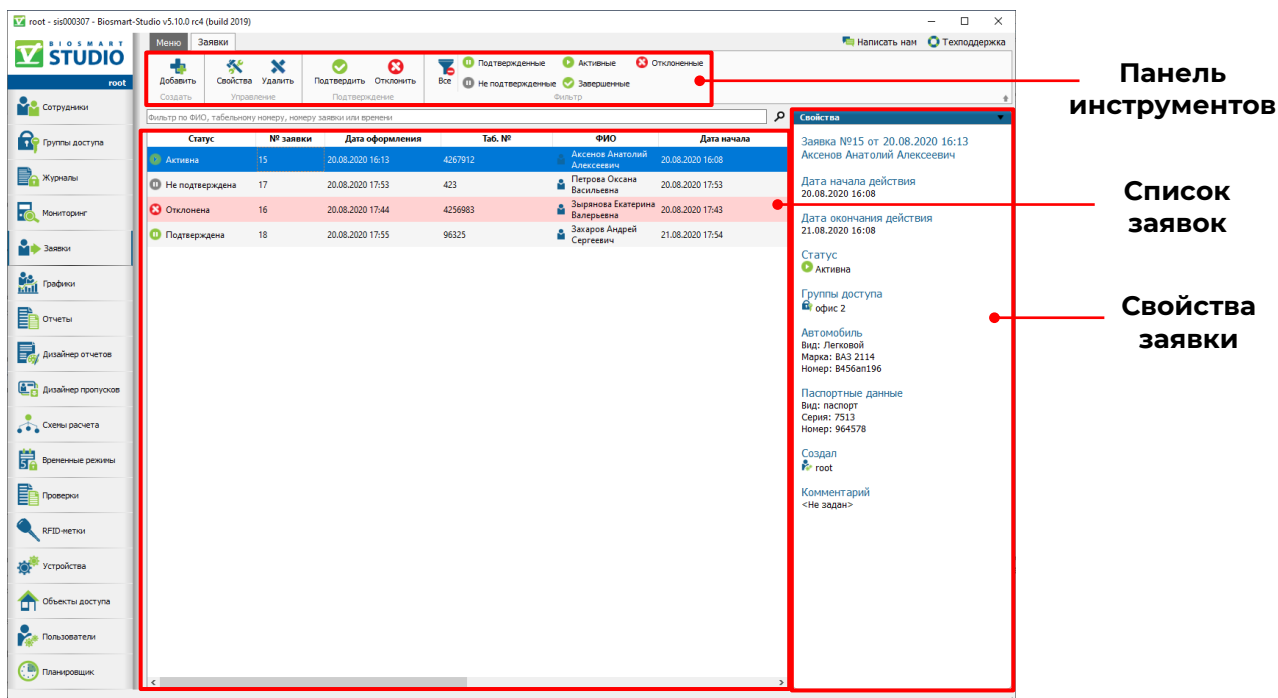 root - sis000307 - Biosmart-Studio v5.10.0 rc4 (build 2019)
BIOSMART
STUDIO
root
Меню Заявки
Написать нам Техподдержка
Добавить Свойства Удалить Подтвердить Отклонить Все
Подтвержденные Активные Отклоненные
Не подтвержденные Завершенные
Создать Управление Подтверждение Фильтр
Фильтр по ФИО, табельному номеру, номеру заявки или времени
Сотрудники
Группы доступа
Журналы
Мониторинг
Заявки
Графики
Отчеты
Дизайнер отчетов
Дизайнер пропусков
Схемы расчета
Временные режимы
Проверки
RFID-метки
Устройства
Объекты доступа
Пользователи
Планировщик
Статус № заявки Дата оформления Таб. № ФИО Дата начала
Активна 15 20.08.2020 16:13 4267912 Аксенов Анатолий Алексеевич 20.08.2020 16:08
Не подтверждена 17 20.08.2020 17:53 423 Петрова Оксана Васильевна 20.08.2020 17:53
Отклонена 16 20.08.2020 17:44 4256983 Зырянова Екатерина Валерьевна 20.08.2020 17:43
Подтверждена 18 20.08.2020 17:55 96325 Захаров Андрей Сергеевич 21.08.2020 17:54
Свойства
Заявка №15 от 20.08.2020 16:13
Аксенов Анатолий Алексеевич
Дата начала действия
20.08.2020 16:08
Дата окончания действия
21.08.2020 16:08
Статус
Активна
Группы доступа
офис 2
Автомобиль
Вид: Легковой
Марка: ВАЗ 2114
Номер: В456ап196
Паспортные данные
Вид: паспорт
Серия: 7513
Номер: 964578
Создал
root
Комментарий
<Не задан>
Панель
инструментов
Список
заявок
Свойства
заявки